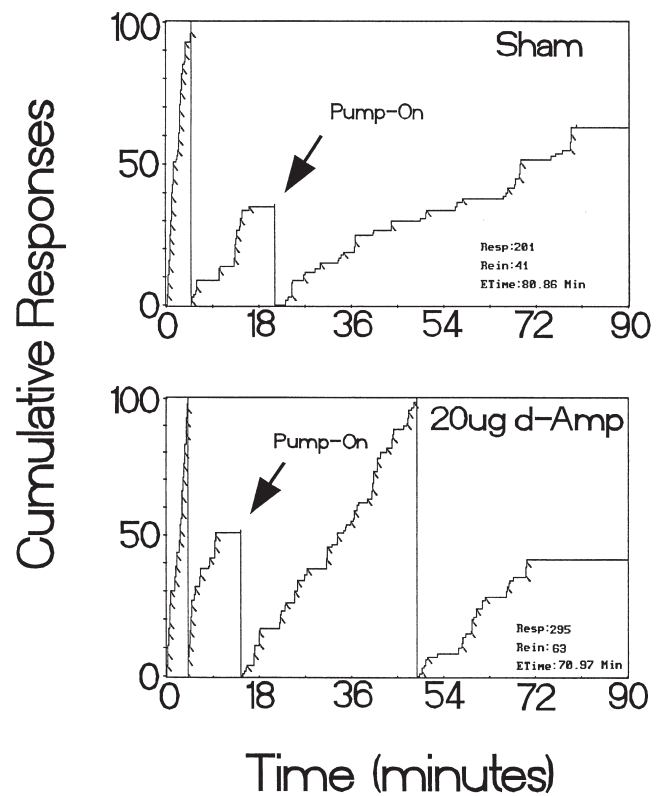 Cumulative Responses
100
50
0
Sham
Pump-On
Resp:201
Rein:41
ETime:80.86 Min
0 18 36 54 72 90
100
50
0
20ug d-Amp
Pump-On
Resp:295
Rein:63
ETime:70.97 Min
0 18 36 54 72 90
Time (minutes)